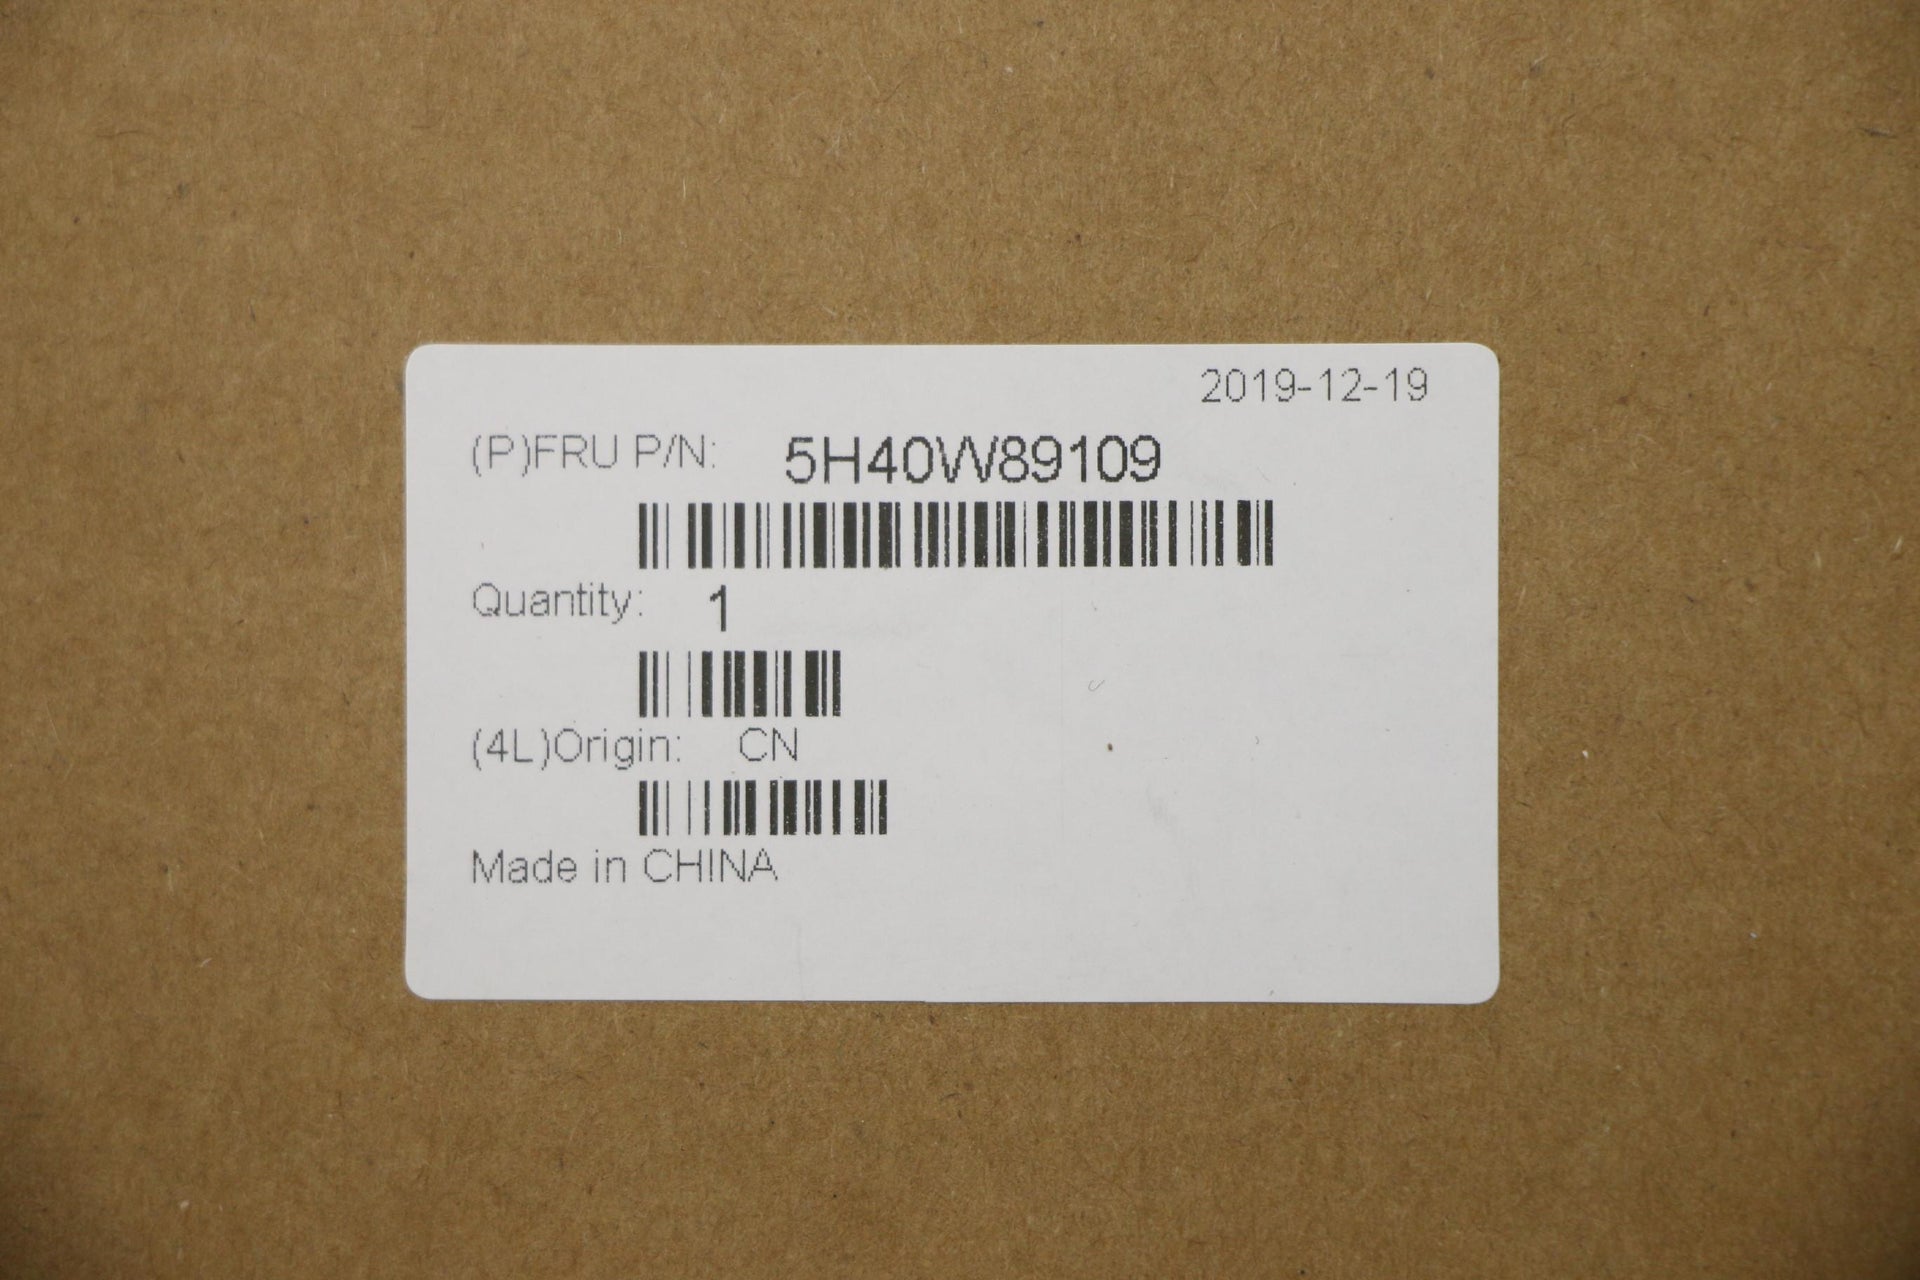 2019-12-19
(P)FRU P/N: 5H40W89109
Quantity: 1
(4L)Origin: CN
Made in CHINA